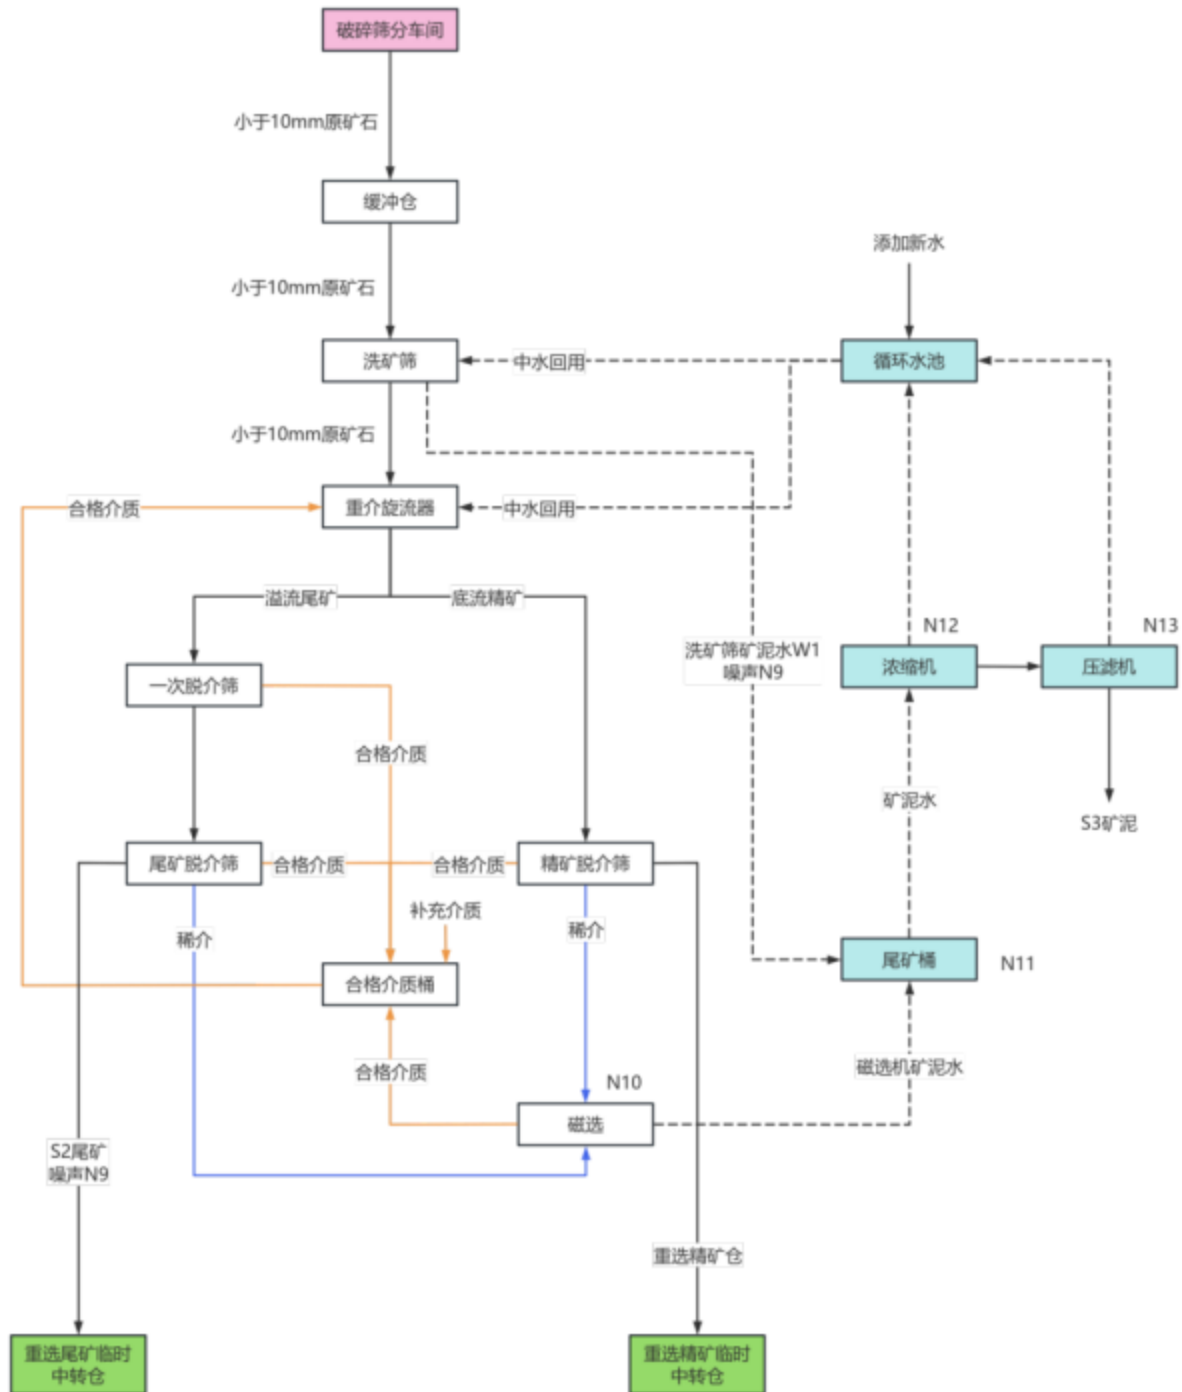 破碎筛分车间
小于10mm原矿石
缓冲仓
添加新水
小于10mm原矿石
洗矿筛
中水回用
循环水池
小于10mm原矿石
合格介质
重介旋流器
中水回用
溢流尾矿
底流精矿
N12
N13
洗矿筛矿泥水W1
噪声N9
浓缩机
压滤机
一次脱介筛
合格介质
矿泥水
S3矿泥
尾矿脱介筛
合格介质
合格介质
精矿脱介筛
补充介质
稀介
稀介
尾矿桶
N11
合格介质桶
合格介质
N10
磁选机矿泥水
磁选
S2尾矿
噪声N9
重选精矿仓
重选尾矿临时
中转仓
重选精矿临时
中转仓